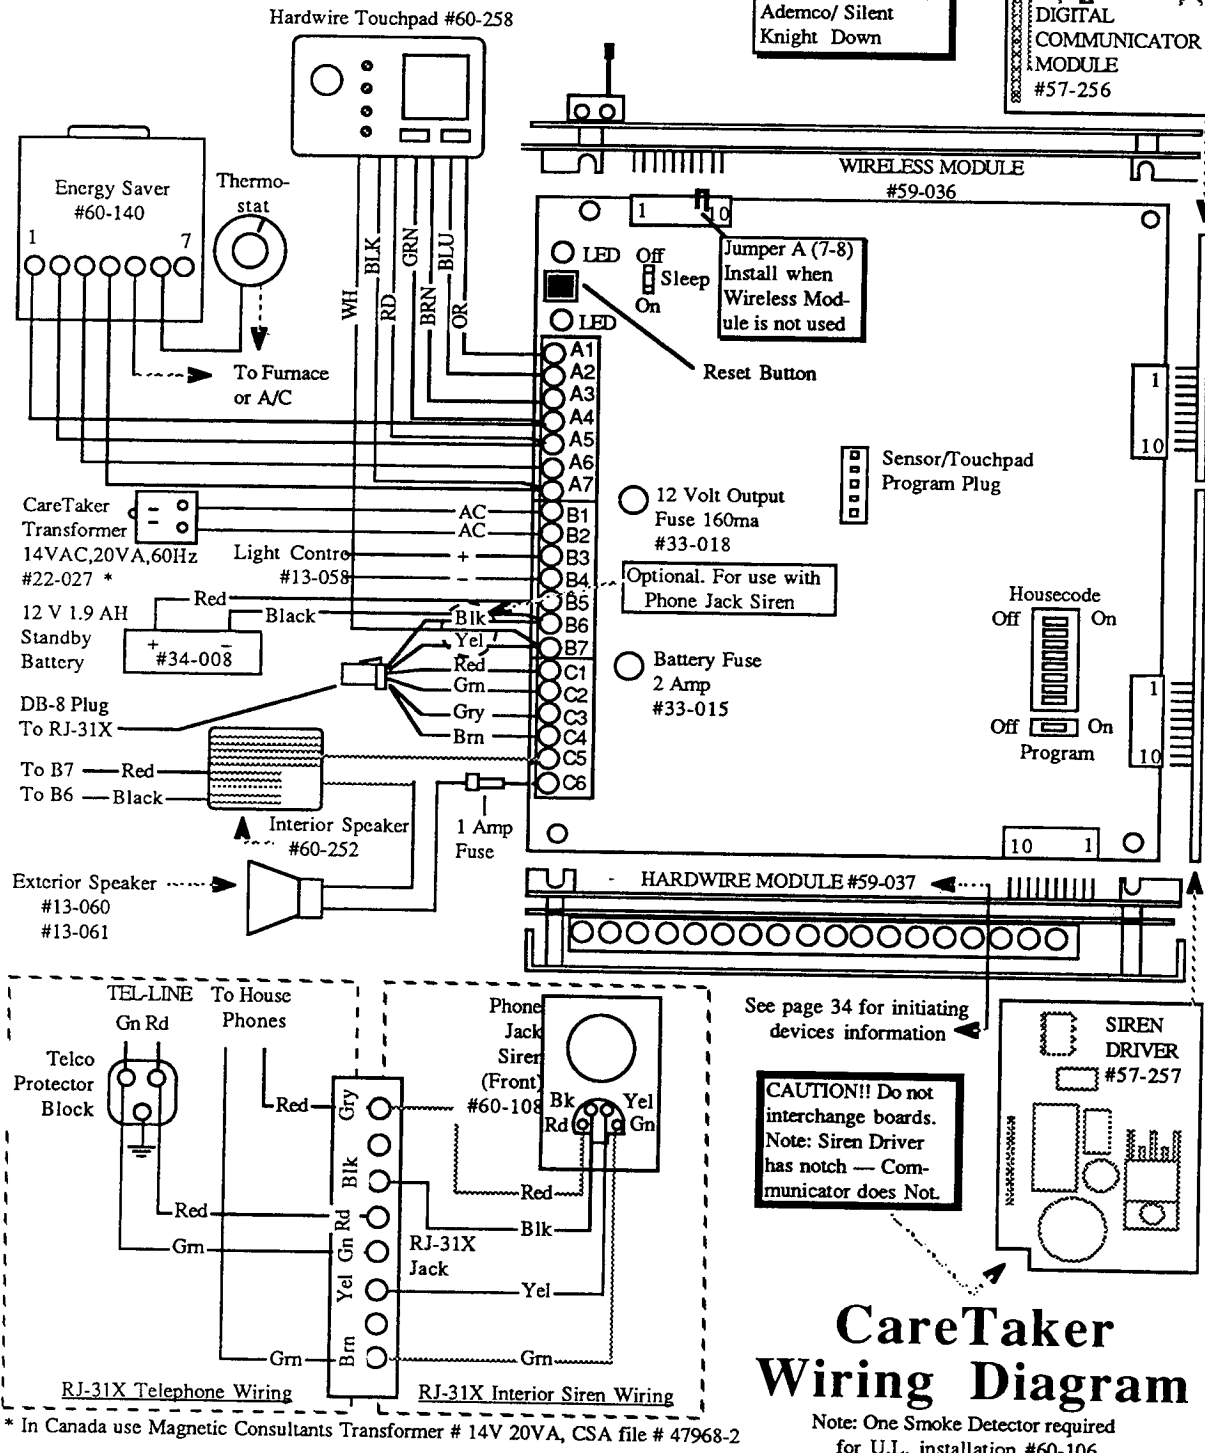 Hardwire Touchpad #60-258
Ademco/ Silent
Knight Down
DIGITAL
COMMUNICATOR
MODULE
#57-256
WIRELESS MODULE
#59-036
Energy Saver
#60-140
1
7
Thermo-
stat
To Furnace
or A/C
WH
BLK
RD
GRN
BRN
BLU
OR
1
10
LED
Off
Sleep
On
LED
Jumper A (7-8)
Install when
Wireless Mod-
ule is not used
Reset Button
A1
A2
A3
A4
A5
A6
A7
B1
B2
B3
B4
B5
B6
B7
C1
C2
C3
C4
C5
C6
1
10
Sensor/Touchpad
Program Plug
12 Volt Output
Fuse 160ma
#33-018
CareTaker
Transformer
14VAC,20VA,60Hz
#22-027 *
AC
AC
Light Contro
#13-058
+
–
Optional. For use with
Phone Jack Siren
12 V 1.9 AH
Standby
Battery
Red
Black
+
–
#34-008
Blk
Yel
Red
Grn
Gry
Brn
Battery Fuse
2 Amp
#33-015
Housecode
Off
On
Off
On
Program
1
10
DB-8 Plug
To RJ-31X
To B7
Red
To B6
Black
Interior Speaker
#60-252
1 Amp
Fuse
10
1
Exterior Speaker
#13-060
#13-061
HARDWIRE MODULE #59-037
See page 34 for initiating
devices information
TEL-LINE
Gn Rd
To House
Phones
Telco
Protector
Block
Red
Red
Grn
Grn
Gry
Blk
Rd
Gn
Yel
Brn
RJ-31X
Jack
Phone
Jack
Siren
(Front)
#60-108
Bk
Yel
Rd
Gn
Red
Blk
Yel
Grn
RJ-31X Telephone Wiring
RJ-31X Interior Siren Wiring
CAUTION!! Do not
interchange boards.
Note: Siren Driver
has notch — Com-
municator does Not.
SIREN
DRIVER
#57-257
CareTaker
Wiring Diagram
Note: One Smoke Detector required
for U.L. installation #60-106
* In Canada use Magnetic Consultants Transformer # 14V 20VA, CSA file # 47968-2